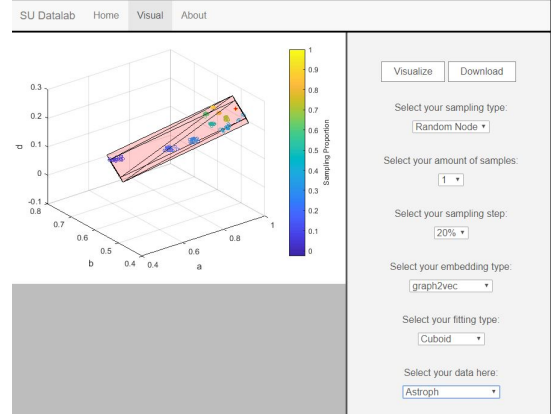 SU Datalab Home Visual About
Visualize Download
Select your sampling type:
Random Node
Select your amount of samples:
1
Select your sampling step:
20%
Select your embedding type:
graph2vec
Select your fitting type:
Cuboid
Select your data here:
Astroph
0.3
0.2
0.1
0
-0.1
d
0.8
0.7
0.6
0.5
0.4
b
0.4
0.6
0.8
1
a
1
0.9
0.8
0.7
0.6
0.5
0.4
0.3
0.2
0.1
0
Sampling Proportion